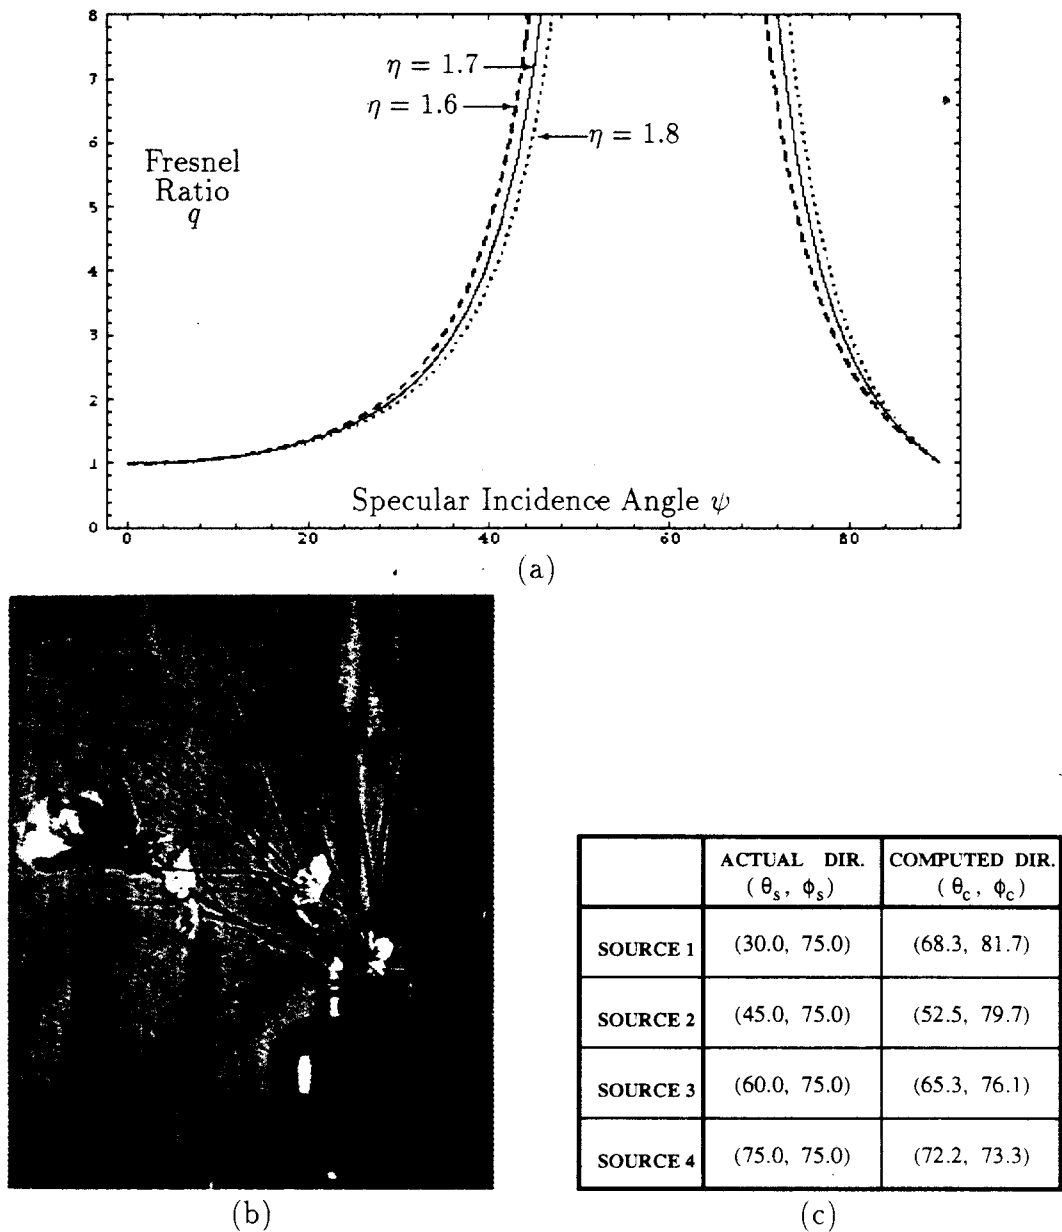 8
7
6
5
4
3
2
1
0
η = 1.7
η = 1.6
η = 1.8
Fresnel
Ratio
q
Specular Incidence Angle ψ
0 20 40 80
(a)
(b)
ACTUAL DIR. COMPUTED DIR.
(θs, φs) (θc, φc)
SOURCE 1 (30.0, 75.0) (68.3, 81.7)
SOURCE 2 (45.0, 75.0) (52.5, 79.7)
SOURCE 3 (60.0, 75.0) (65.3, 76.1)
SOURCE 4 (75.0, 75.0) (72.2, 73.3)
(c)